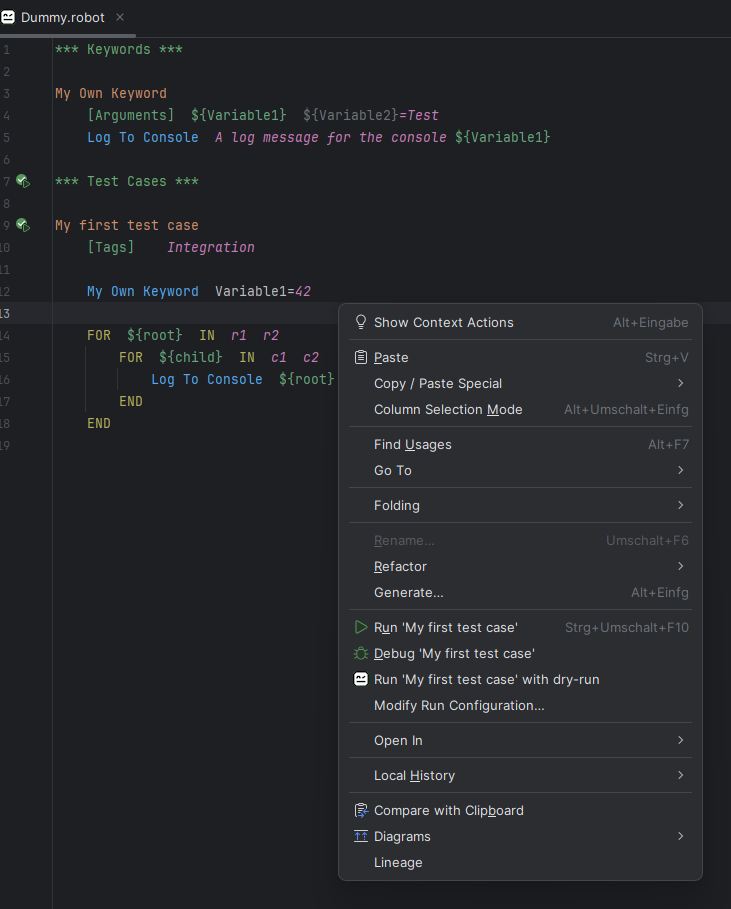 Dummy.robot
1 *** Keywords ***
2
3 My Own Keyword
4 [Arguments] ${Variable1} ${Variable2}=Test
5 Log To Console A log message for the console ${Variable1}
6
7 *** Test Cases ***
8
9 My first test case
10 [Tags] Integration
11
12 My Own Keyword Variable1=42
13
14 FOR ${root} IN r1 r2
15 FOR ${child} IN c1 c2
16 Log To Console ${root}
17 END
18 END
19
Show Context Actions Alt+Eingabe
Paste Strg+V
Copy / Paste Special
Column Selection Mode Alt+Umschalt+Einfg
Find Usages Alt+F7
Go To
Folding
Rename... Umschalt+F6
Refactor
Generate... Alt+Einfg
Run 'My first test case' Strg+Umschalt+F10
Debug 'My first test case'
Run 'My first test case' with dry-run
Modify Run Configuration...
Open In
Local History
Compare with Clipboard
Diagrams
Lineage